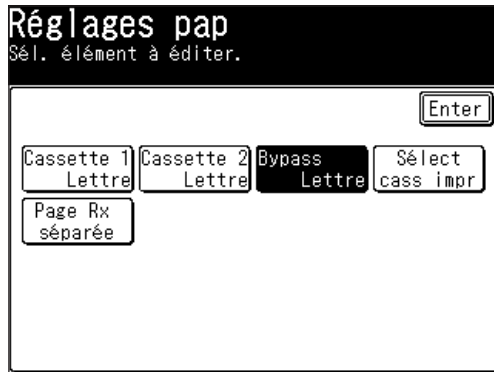 Réglages pap
Sél. élément à éditer.
Enter
Cassette 1
Lettre
Cassette 2
Lettre
Bypass
Lettre
Sélect
cass impr
Page Rx
séparée